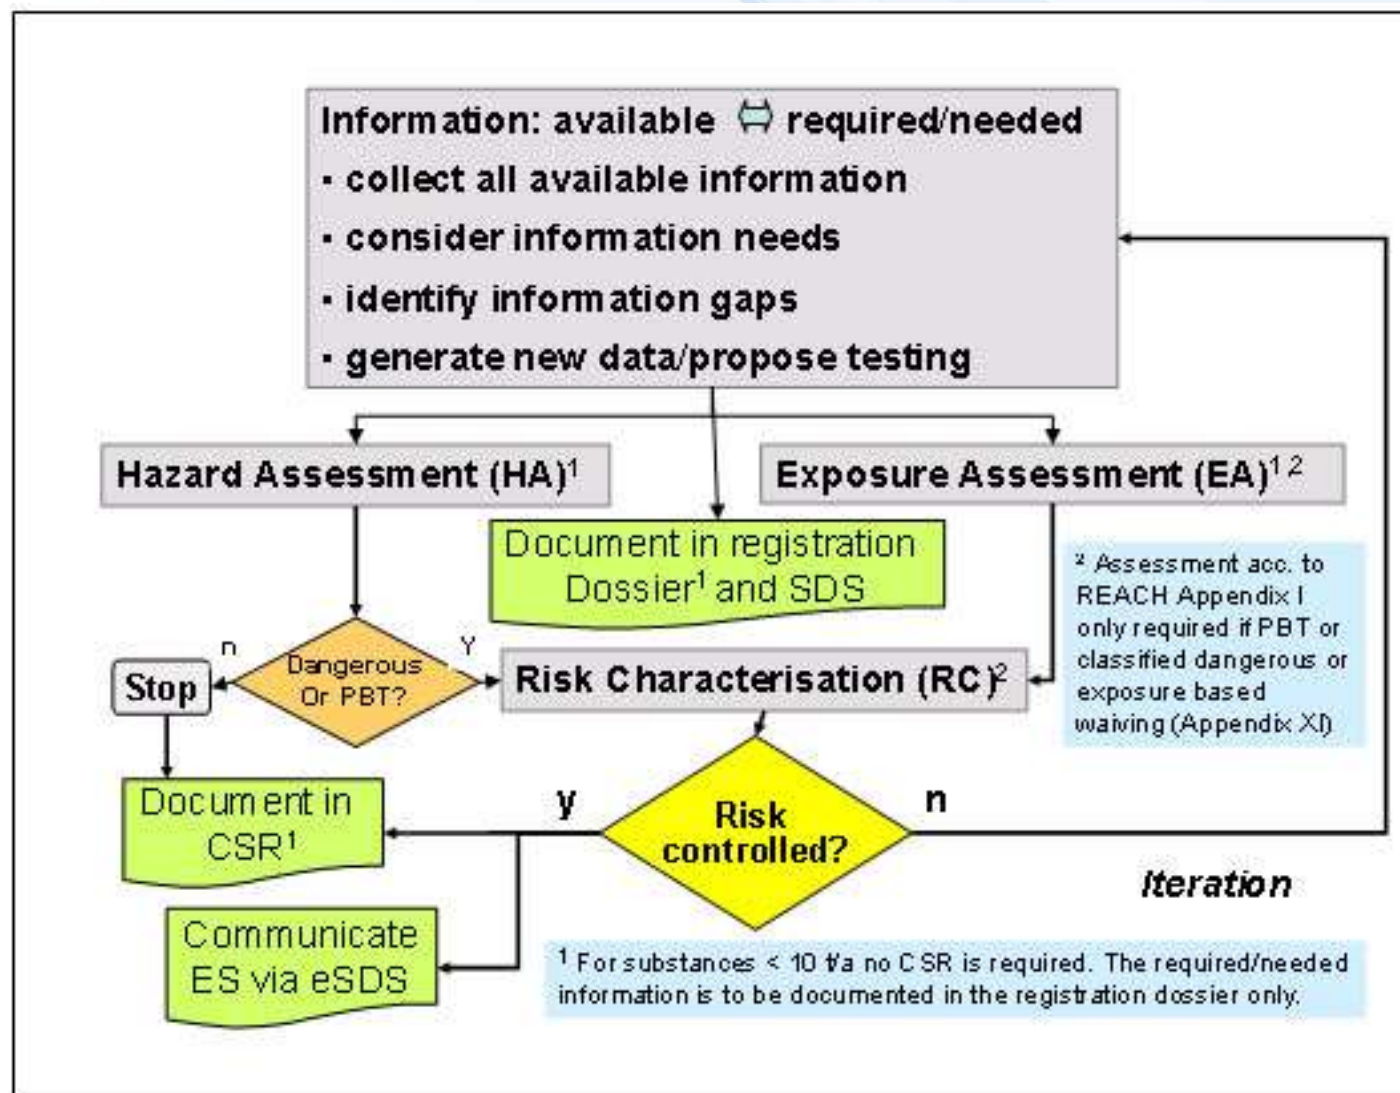 Information: available ⇔ required/needed
▪ collect all available information
▪ consider information needs
▪ identify information gaps
▪ generate new data/propose testing
Hazard Assessment (HA)¹
Exposure Assessment (EA)¹ ²
Document in registration
Dossier¹ and SDS
² Assessment acc. to
REACH Appendix I
only required if PBT or
classified dangerous or
exposure based
waiving (Appendix XI)
n
Dangerous
Or PBT?
Y
Stop
Risk Characterisation (RC)²
Document in
CSR¹
y
Risk
controlled?
n
Iteration
Communicate
ES via eSDS
¹ For substances < 10 t/a no CSR is required. The required/needed
information is to be documented in the registration dossier only.